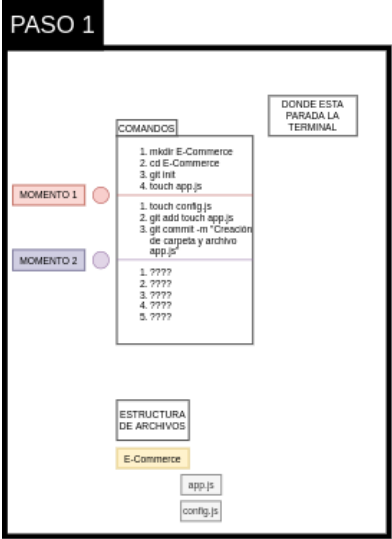 PASO 1
DONDE ESTA
PARADA LA
TERMINAL
COMANDOS
1. mkdir E-Commerce
2. cd E-Commerce
3. git init
4. touch app.js
MOMENTO 1
1. touch config.js
2. git add touch app.js
3. git commit -m "Creación
de carpeta y archivo
app.js"
MOMENTO 2
1. ????
2. ????
3. ????
4. ????
5. ????
ESTRUCTURA
DE ARCHIVOS
E-Commerce
app.js
config.js